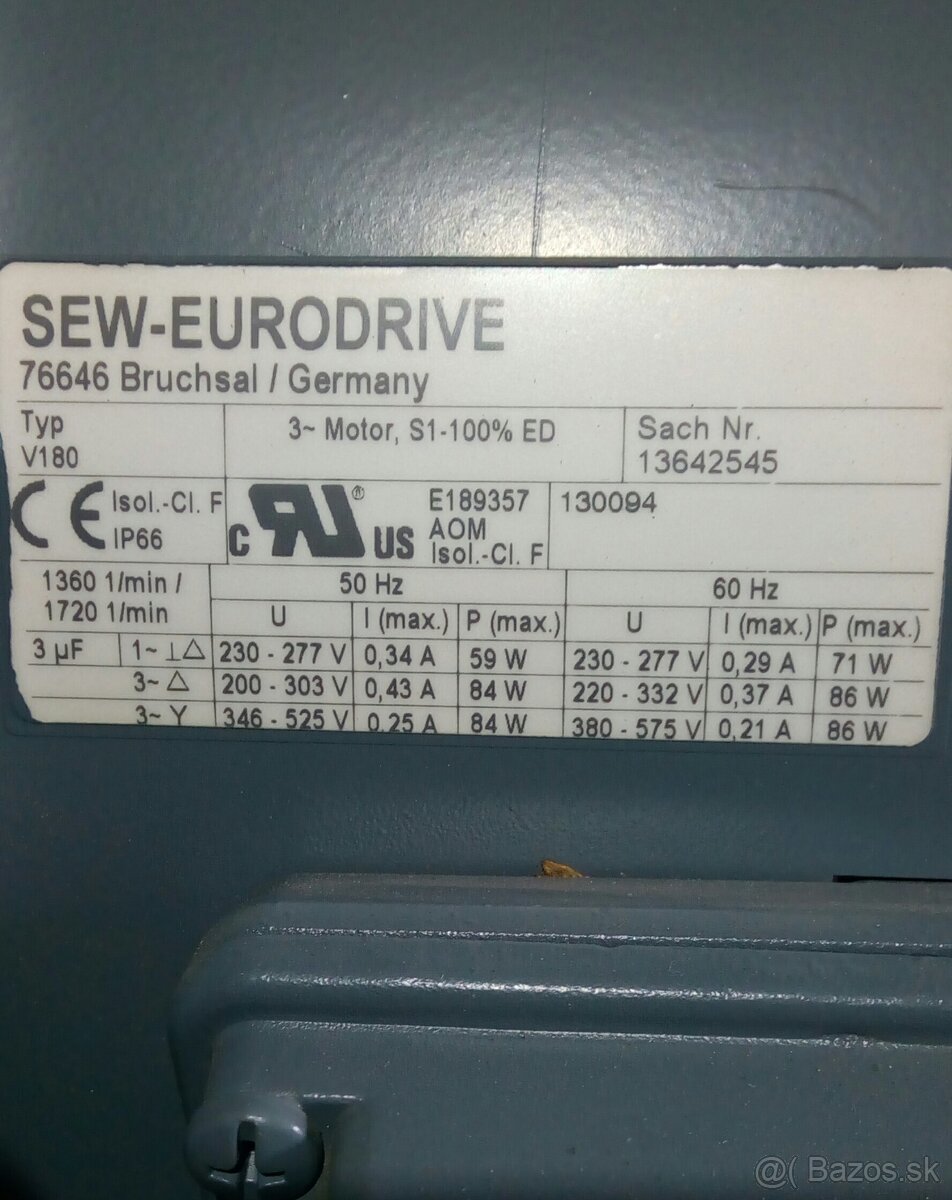 SEW-EURODRIVE
76646 Bruchsal / Germany
Typ
V180
3~ Motor, S1-100% ED
Sach Nr.
13642545
CE Isol.-Cl. F
IP66
c RU ® US
E189357
AOM
Isol.-Cl. F
130094
1360 1/min /
1720 1/min
50 Hz
60 Hz
U I (max.) P (max.) U I (max.) P (max.)
3 µF 1~ ⊥△ 230 - 277 V 0,34 A 59 W 230 - 277 V 0,29 A 71 W
3~ △ 200 - 303 V 0,43 A 84 W 220 - 332 V 0,37 A 86 W
3~ Y 346 - 525 V 0,25 A 84 W 380 - 575 V 0,21 A 86 W
@( Bazos.sk